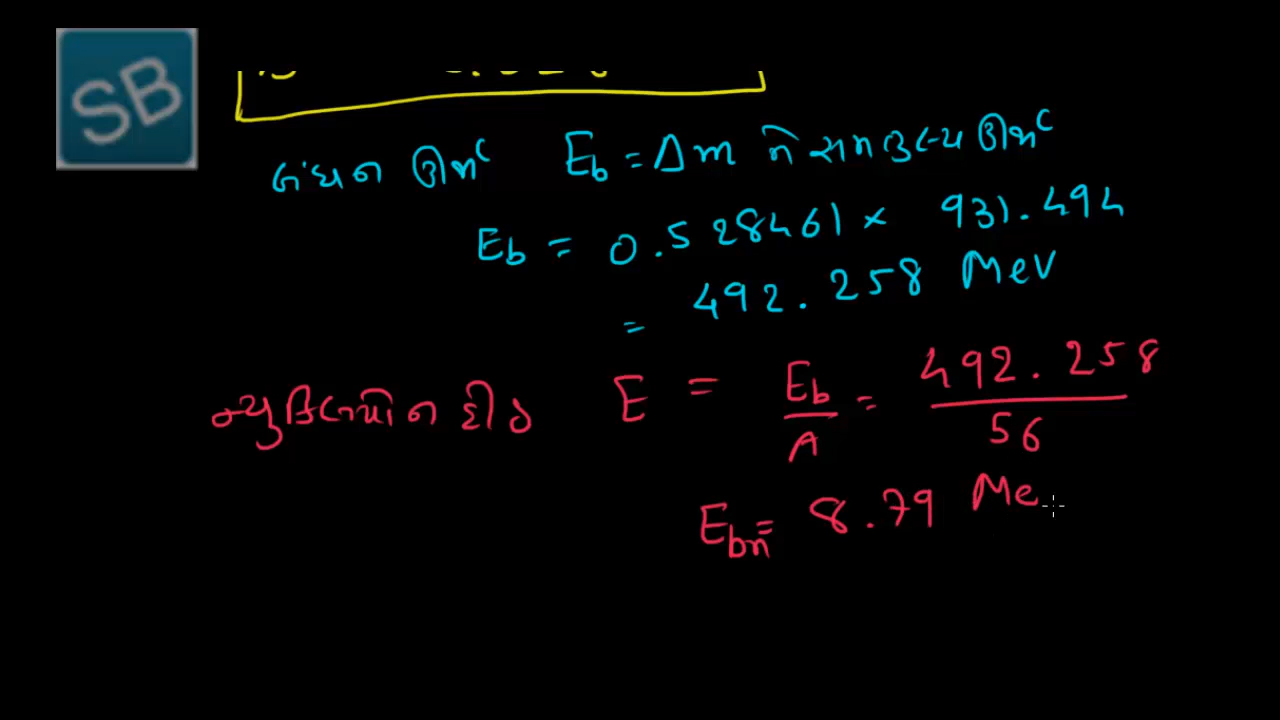 SB
બંધન ઊર્જા Eb = Δm ને સમતુલ્ય ઊર્જા
Eb = 0.528461 × 931.494
= 492.258 MeV
ન્યુક્લિયોન દીઠ E = Eb/A = 492.258/56
Ebn = 8.79 Me